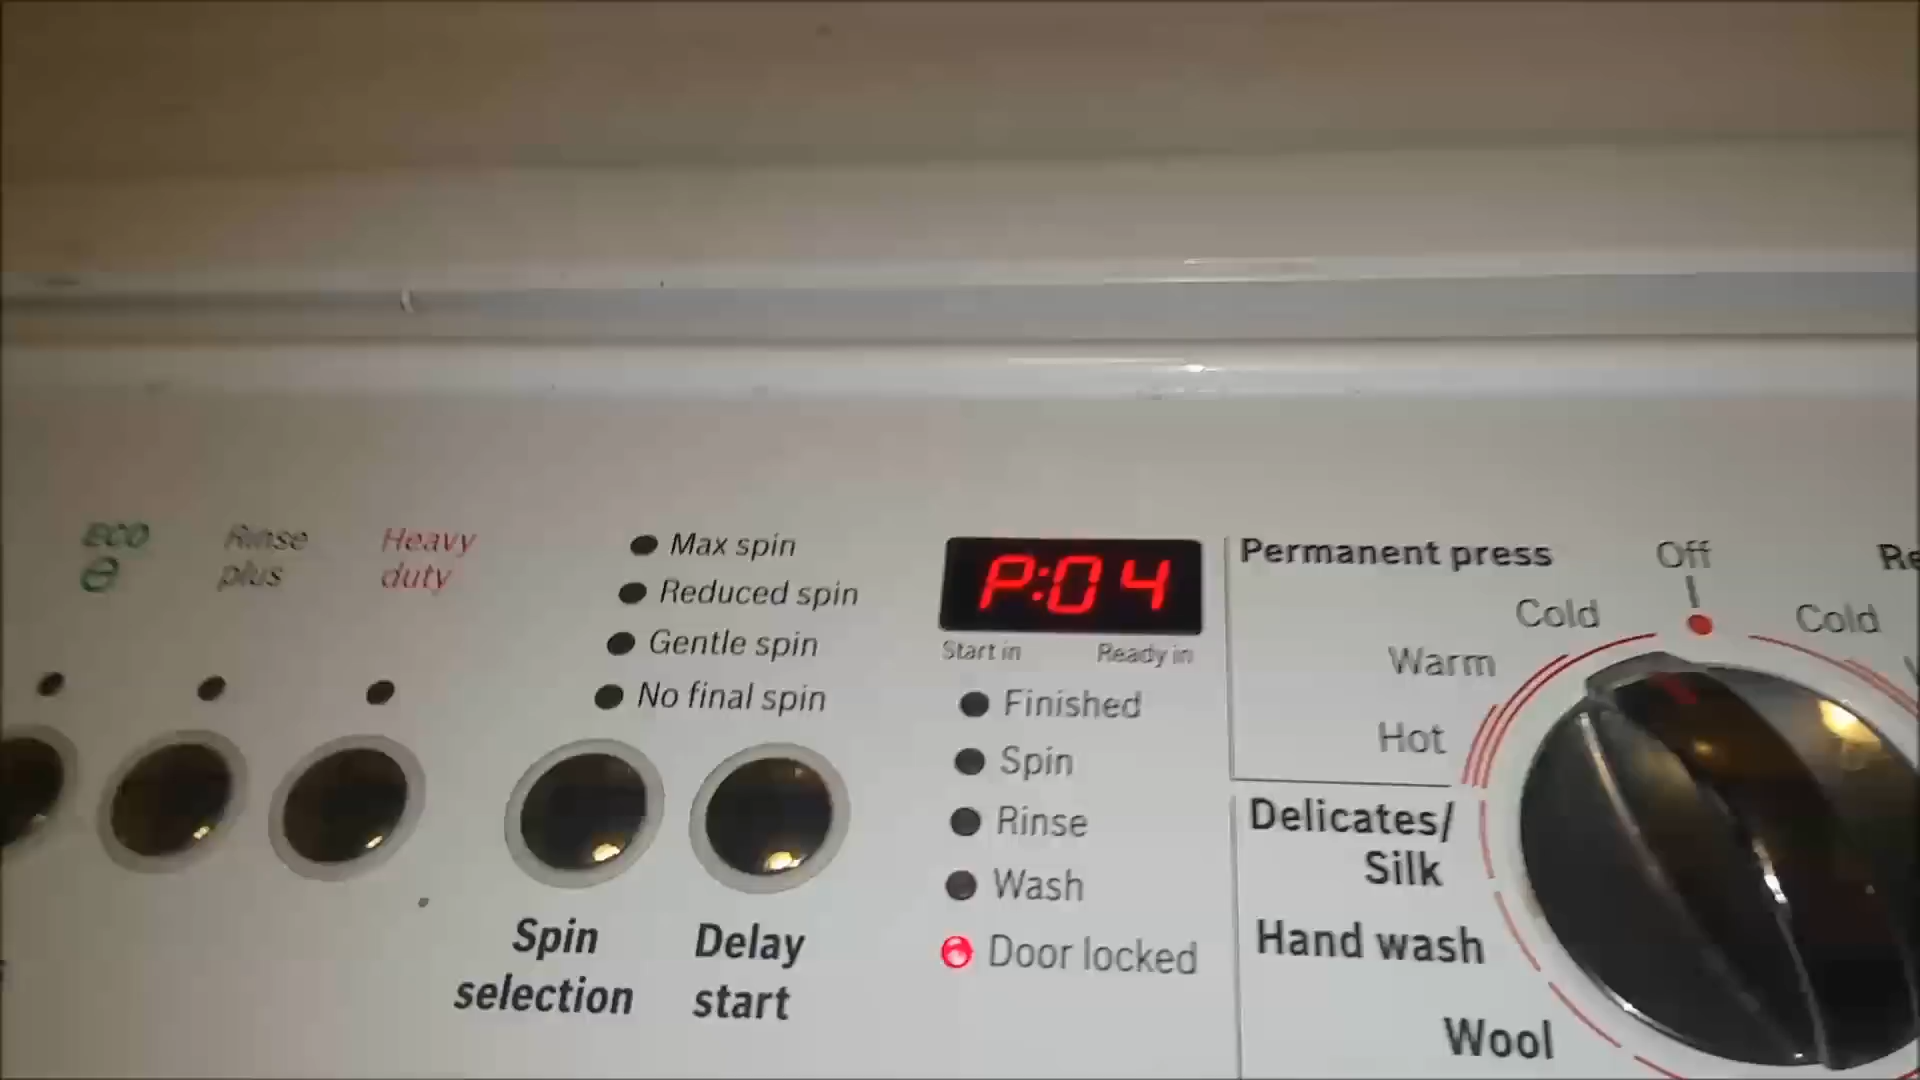 ECO
Rinse
plus
Heavy
duty
Max spin
Reduced spin
Gentle spin
No final spin
Spin
selection
Delay
start
P:04
Start in
Ready in
Finished
Spin
Rinse
Wash
Door locked
Permanent press
Off
Cold
Warm
Hot
Cold
Delicates/
Silk
Hand wash
Wool